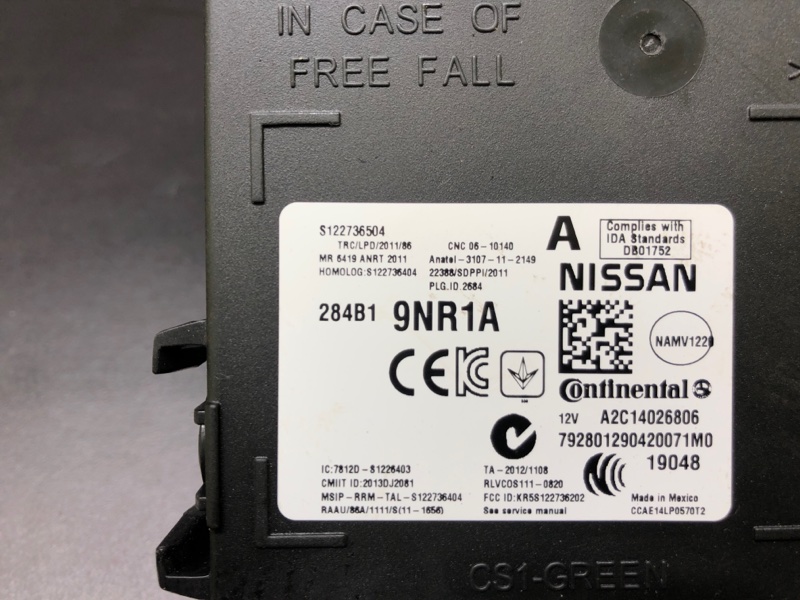 IN CASE OF
FREE FALL
S122736504
TRC/LPD/2011/86
MR 6419 ANRT 2011
HOMOLOG:S122736404
CNC 06-10140
Anatel-3107-11-2149
22388/SDPPI/2011
PLG.ID.2684
A
Complies with
IDA Standards
DB01752
NISSAN
284B1 9NR1A
NAMV1220
CE
Continental
12V A2C14026806
792801290420071M0
19048
IC:7812D-S1226403
CMIIT ID:2013DJ2081
MSIP-RRM-TAL-S122736404
RAAU/86A/1111/S(11-1656)
TA-2012/1108
RLVCOS111-0820
FCC ID:KR5S122736202
See service manual
Made in Mexico
CCAE14LP0570T2
CS1-GREEN